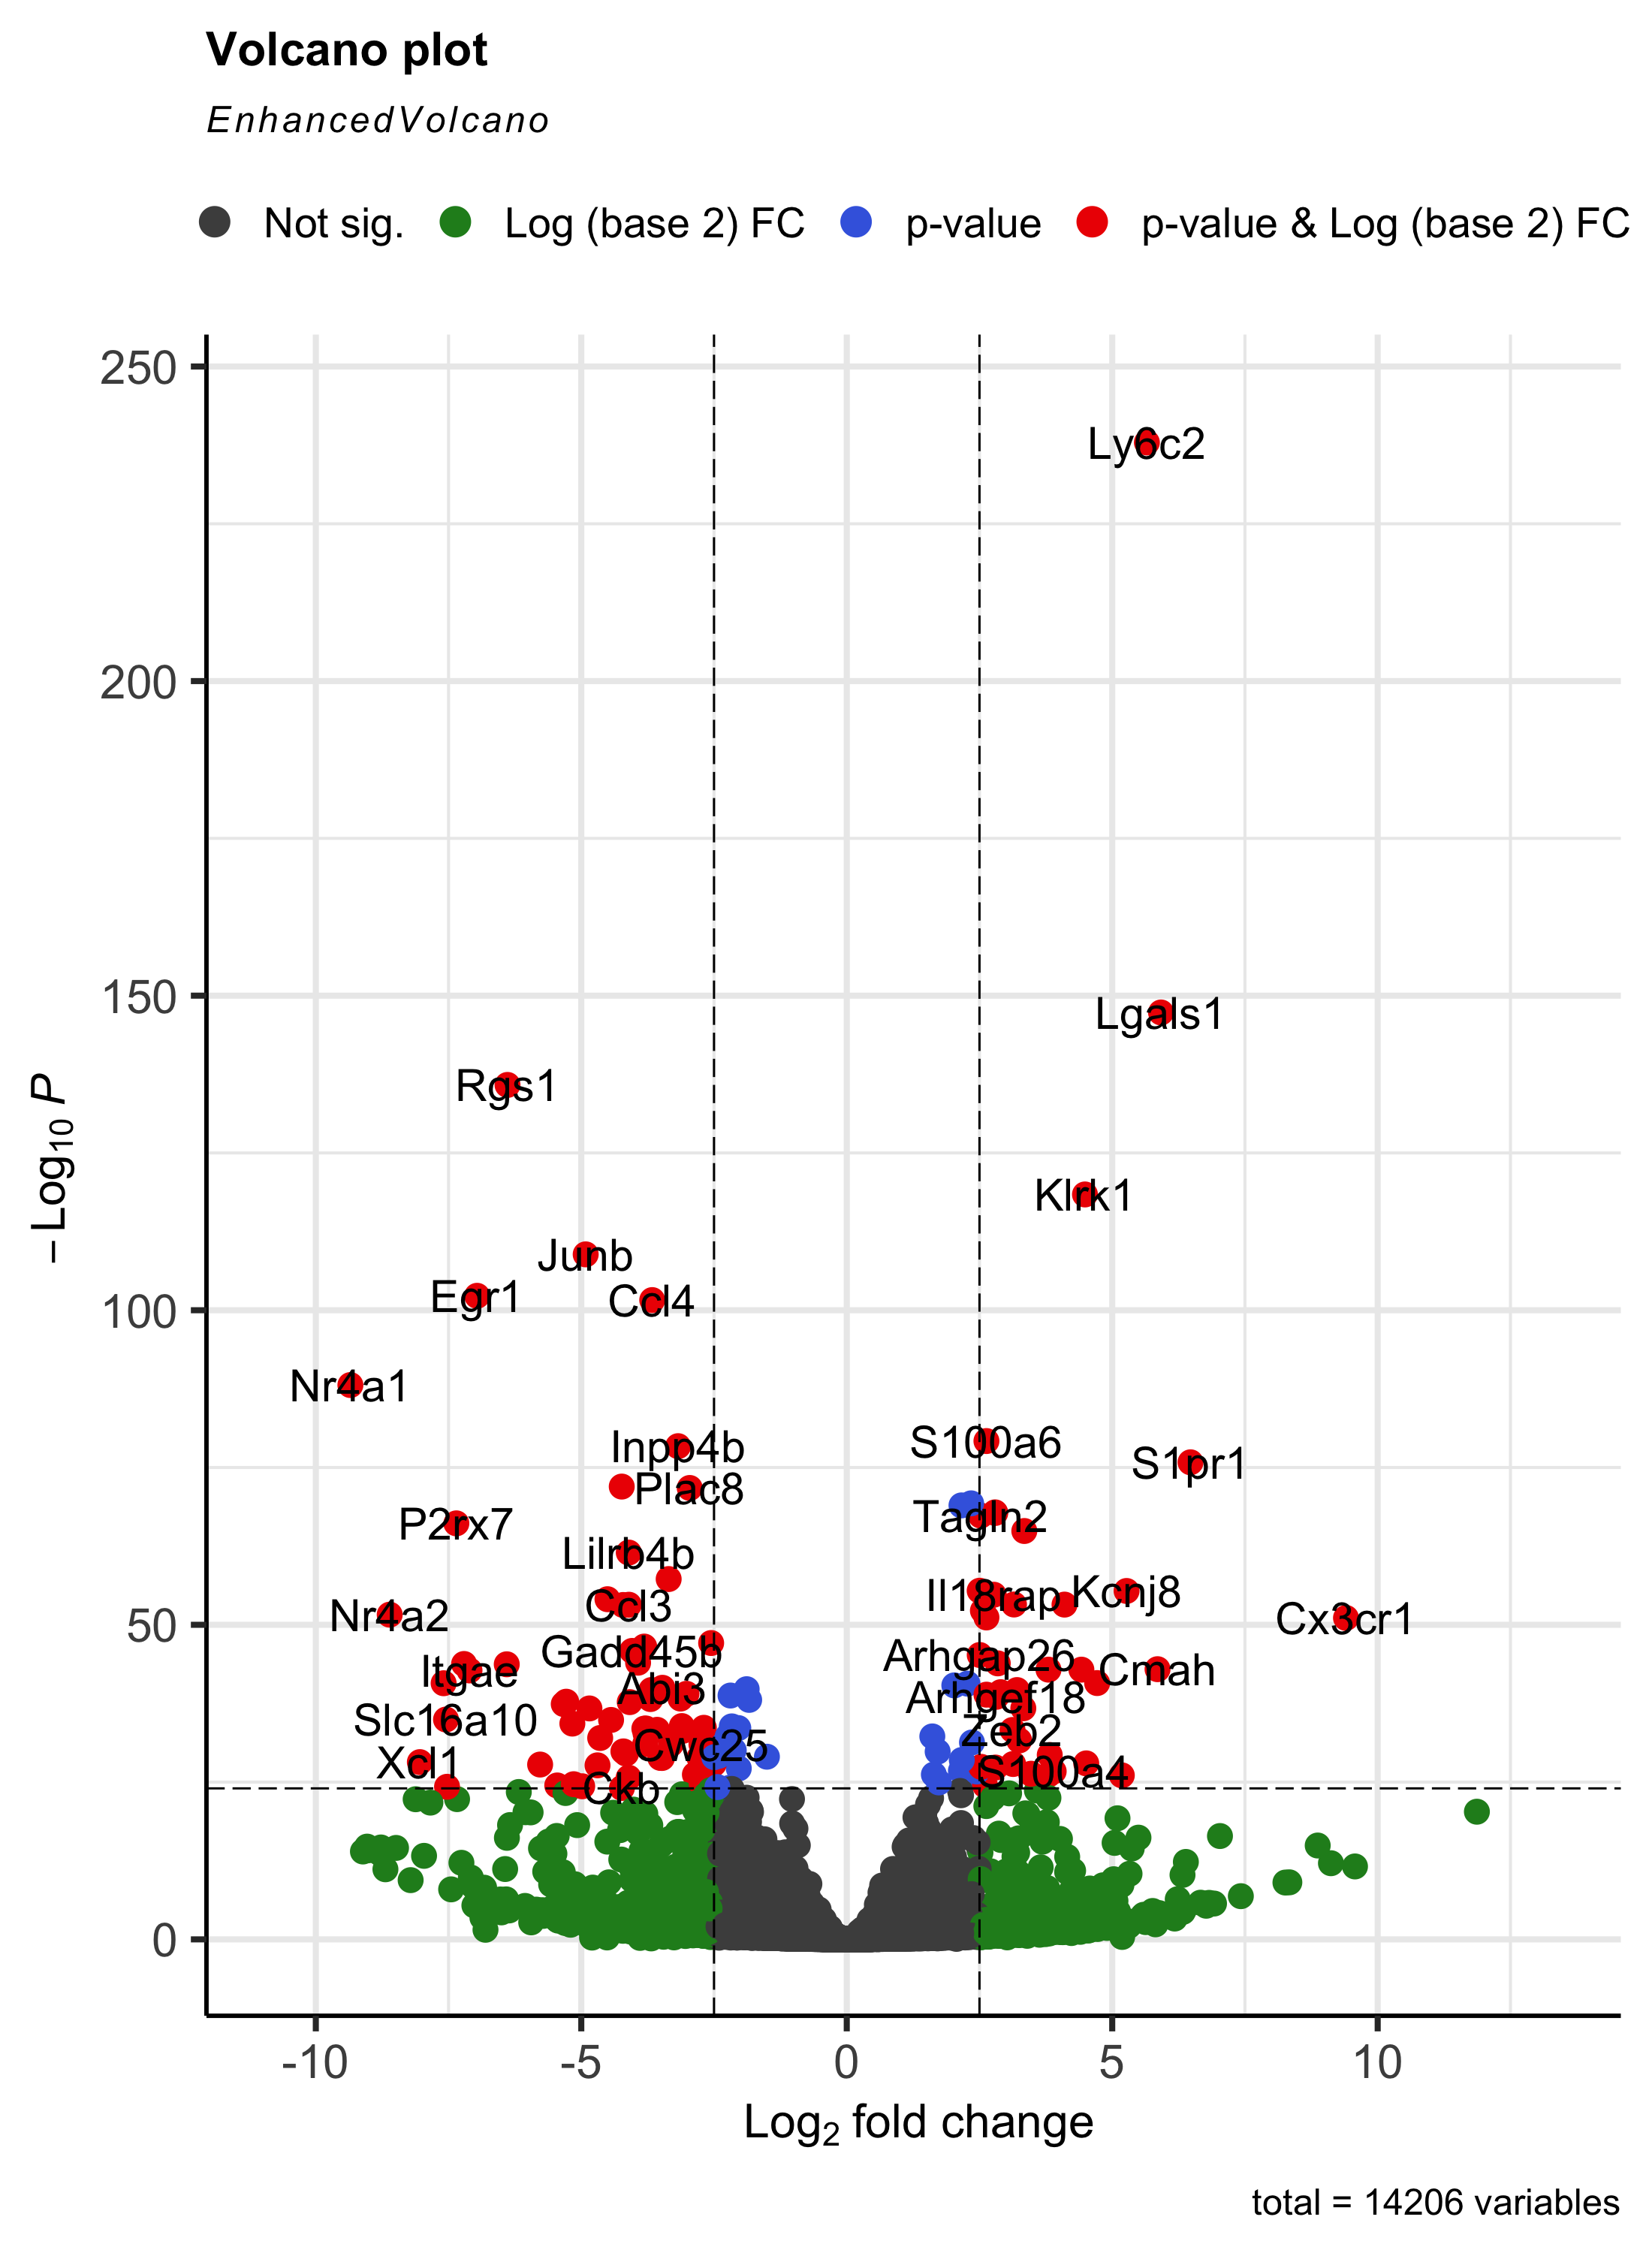 Volcano plot
EnhancedVolcano
Not sig. Log (base 2) FC p-value p-value & Log (base 2) FC
250
200
150
100
50
0
−Log10 P
Ly6c2
Lgals1
Rgs1
Klrk1
Junb
Egr1
Ccl4
Nr4a1
Inpp4b
S100a6
S1pr1
Plac8
P2rx7
Tagln2
Lilrb4b
Il18rap
Kcnj8
Ccl3
Nr4a2
Cx3cr1
Gadd45b
Arhgap26
Itgae
Cmah
Abi3
Arhgef18
Slc16a10
Zeb2
Cwc25
Xcl1
S100a4
Ckb
-10 -5 0 5 10
Log2 fold change
total = 14206 variables